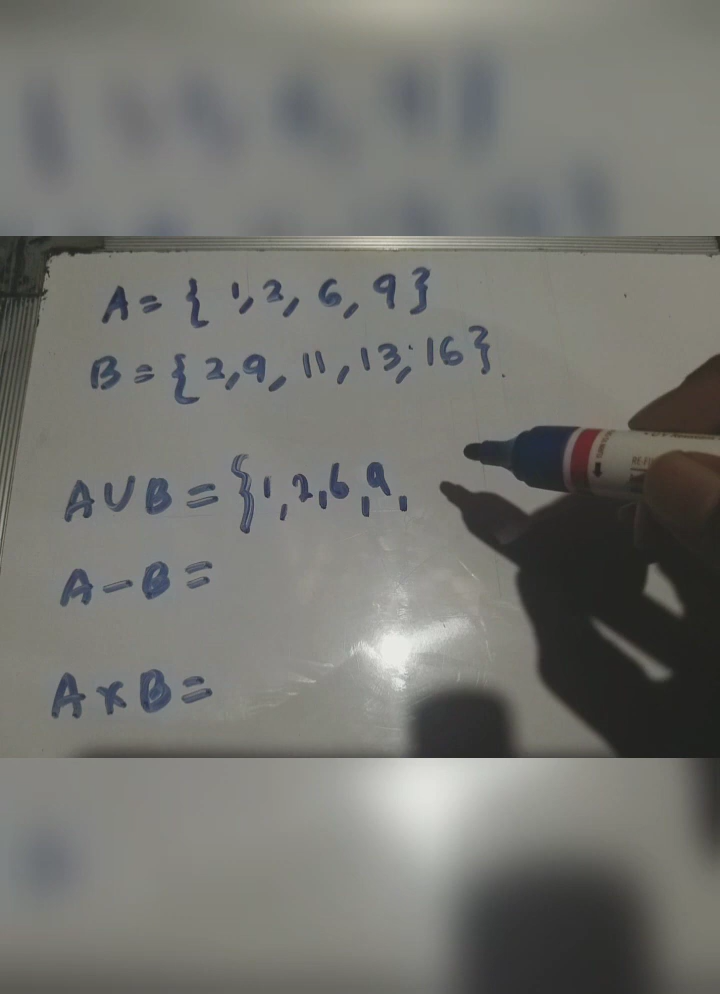 A = { 1, 2, 6, 9 }
B = { 2, 9, 11, 13, 16 }.
A ∪ B = { 1, 2, 6, 9,
A - B =
A × B =